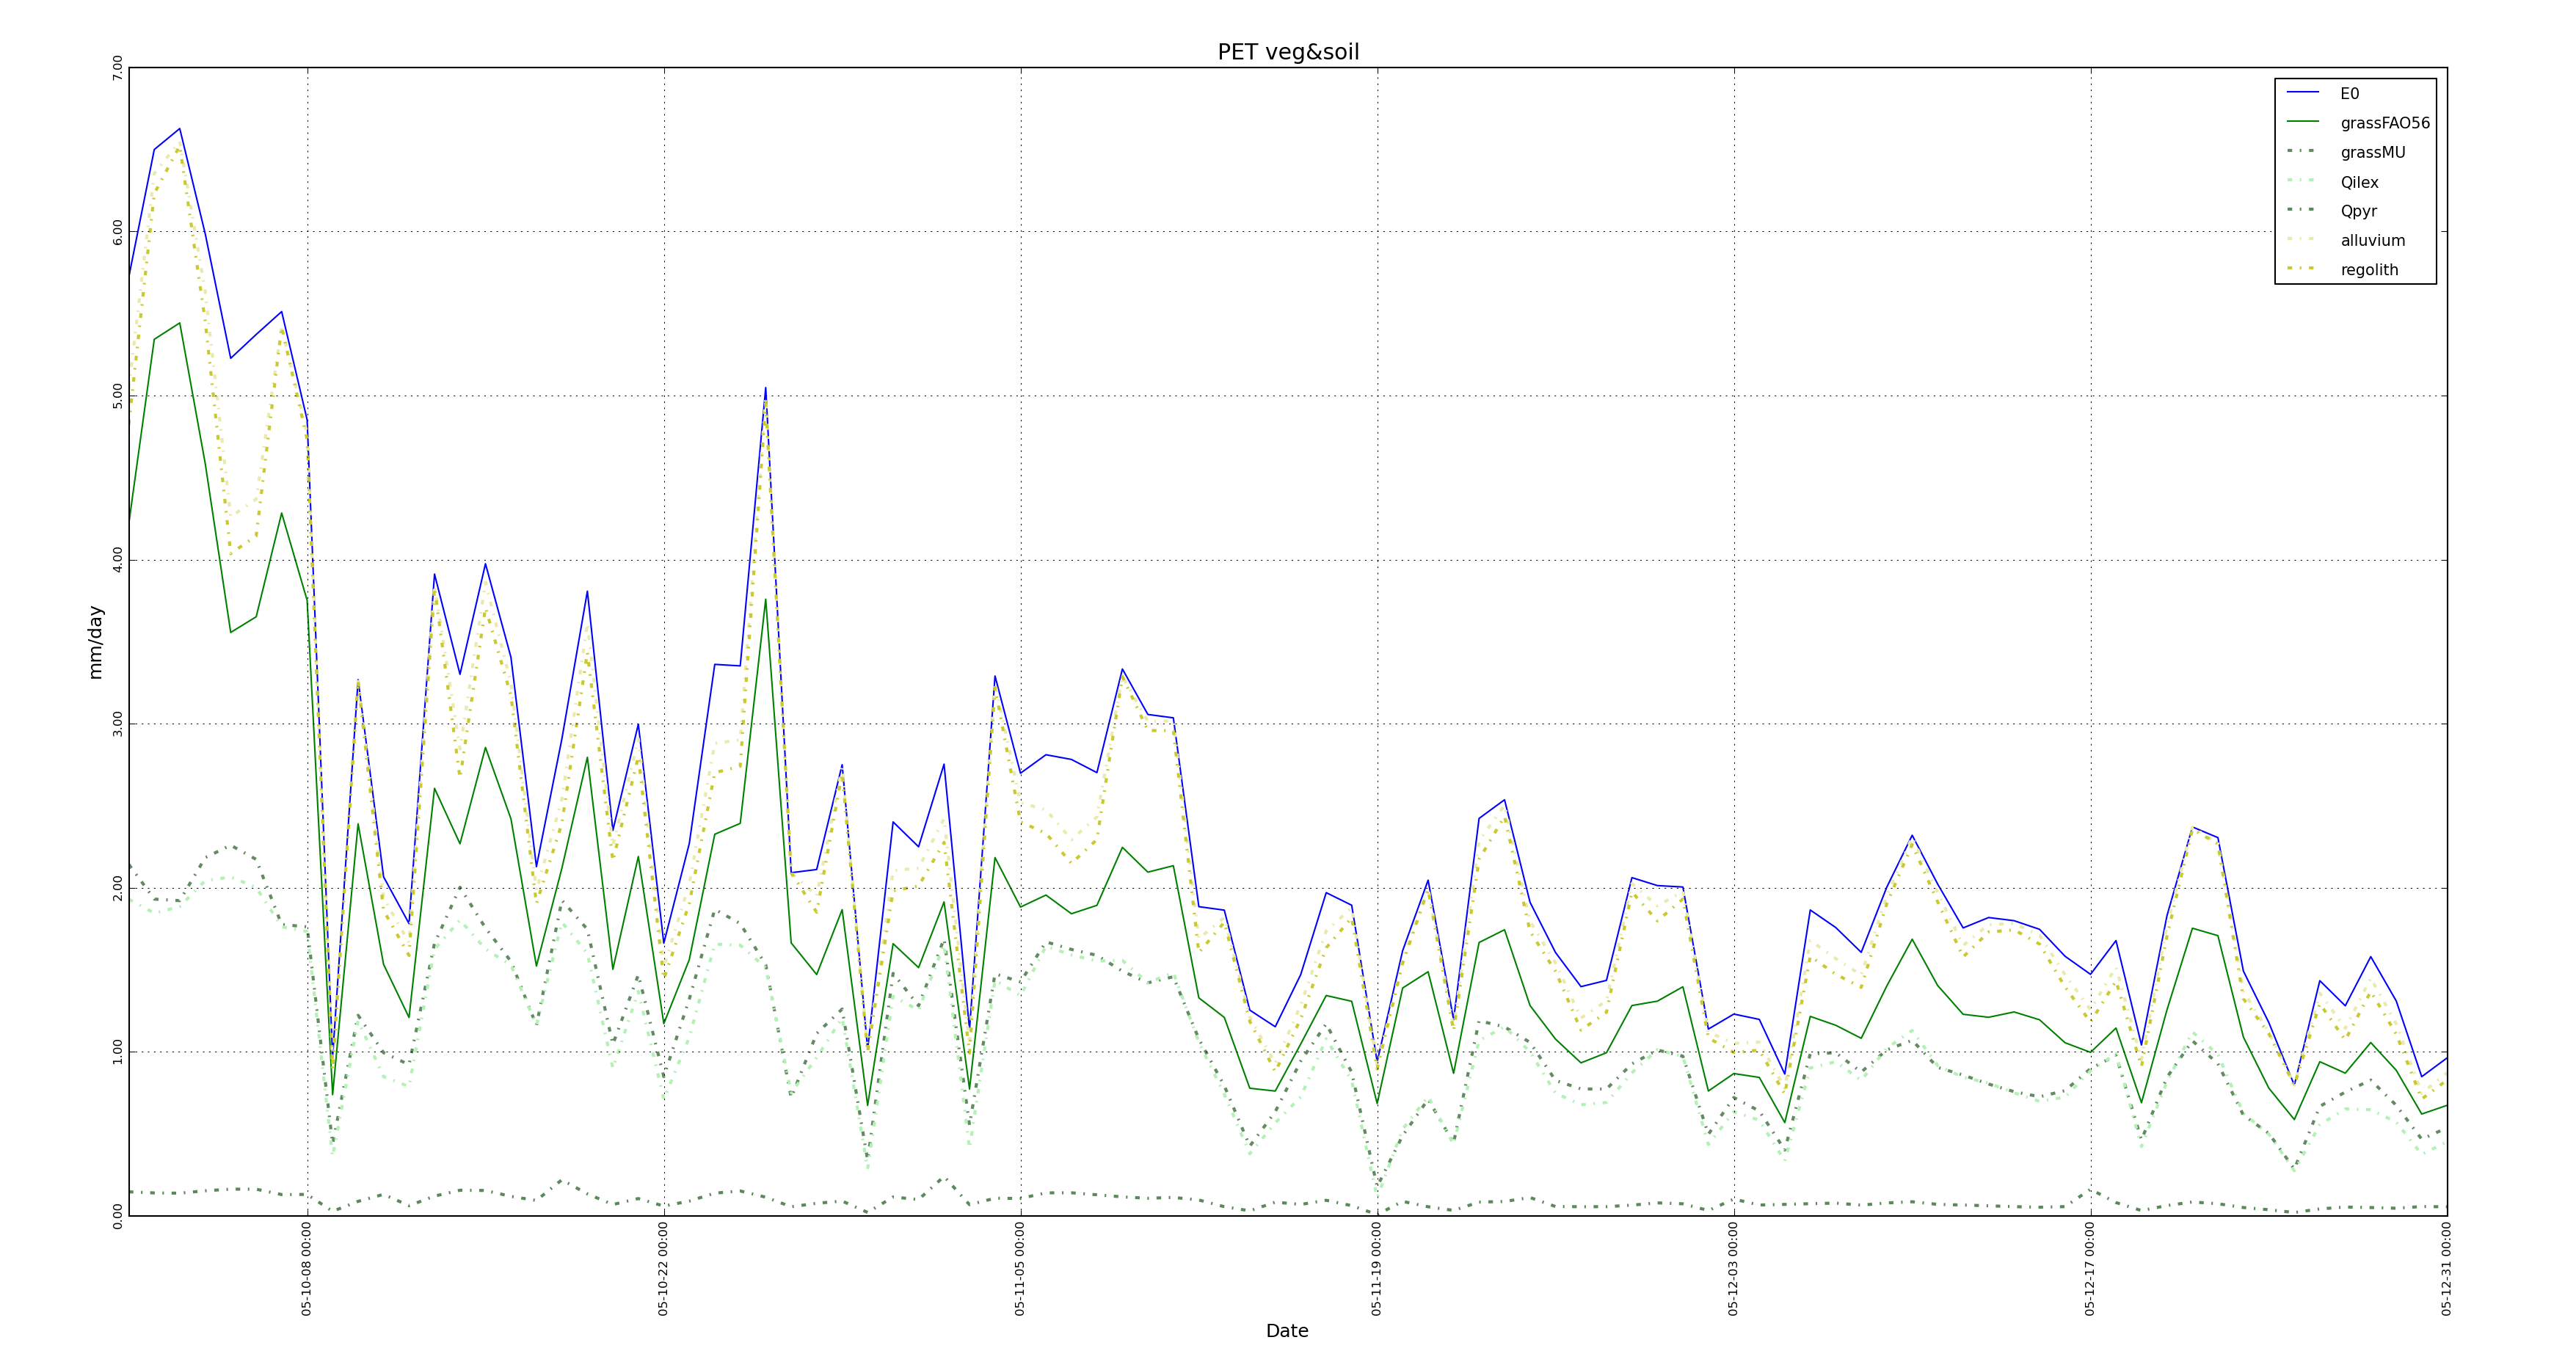 PET veg&soil
7.00
6.00
5.00
4.00
3.00
2.00
1.00
0.00
mm/day
E0
grassFAO56
grassMU
Qilex
Qpyr
alluvium
regolith
05-10-08 00:00
05-10-22 00:00
05-11-05 00:00
05-11-19 00:00
05-12-03 00:00
05-12-17 00:00
05-12-31 00:00
Date